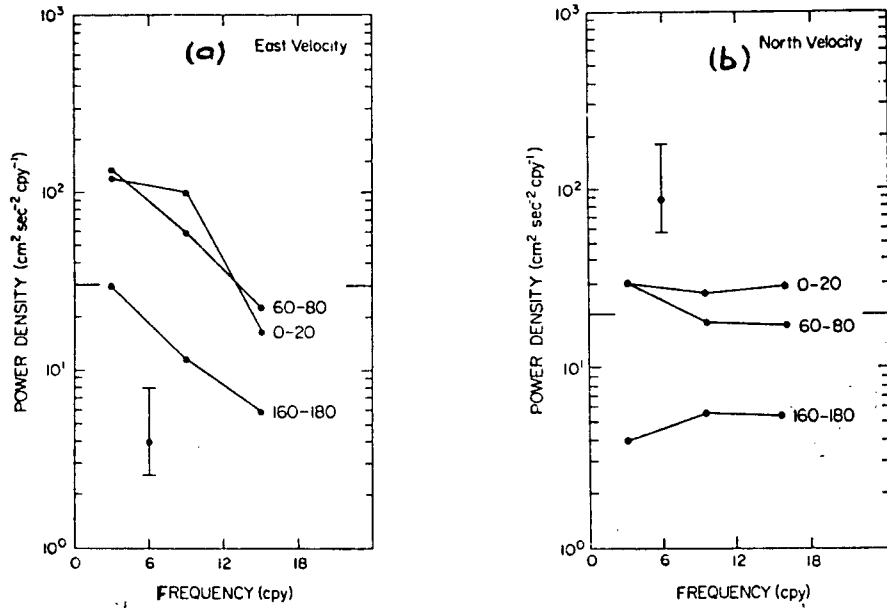 (a) East Velocity
10³
10²
10¹
10⁰
POWER DENSITY (cm² sec⁻² cpy⁻¹)
60-80
0-20
160-180
0 6 12 18
FREQUENCY (cpy)
(b) North Velocity
10³
10²
10¹
10⁰
POWER DENSITY (cm² sec⁻² cpy⁻¹)
0-20
60-80
160-180
0 6 12 18
FREQUENCY (cpy)